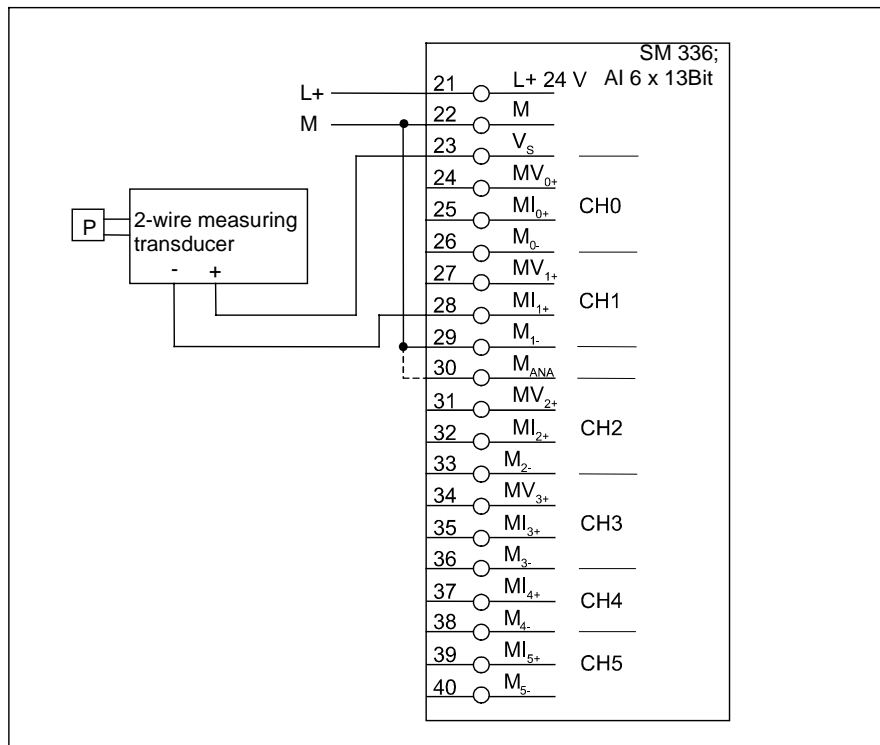 SM 336;
AI 6 x 13Bit
L+ 21 L+ 24 V
M 22 M
23 Vs
24 MV0+
25 MI0+ CH0
26 M0-
27 MV1+
28 MI1+ CH1
29 M1-
30 MANA
31 MV2+
32 MI2+ CH2
33 M2-
34 MV3+
35 MI3+ CH3
36 M3-
37 MI4+ CH4
38 M4-
39 MI5+ CH5
40 M5-
P 2-wire measuring
transducer
- +